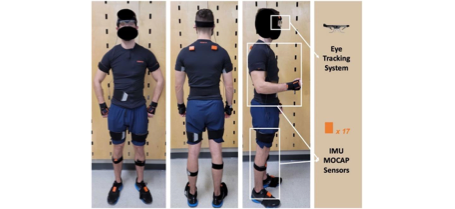 Eye
Tracking
System
x 17
IMU
MOCAP
Sensors